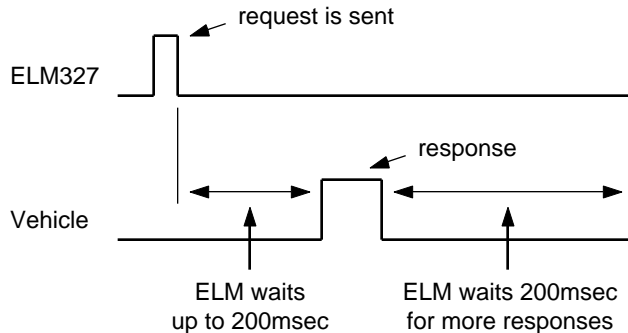 request is sent
ELM327
response
Vehicle
ELM waits
up to 200msec
ELM waits 200msec
for more responses